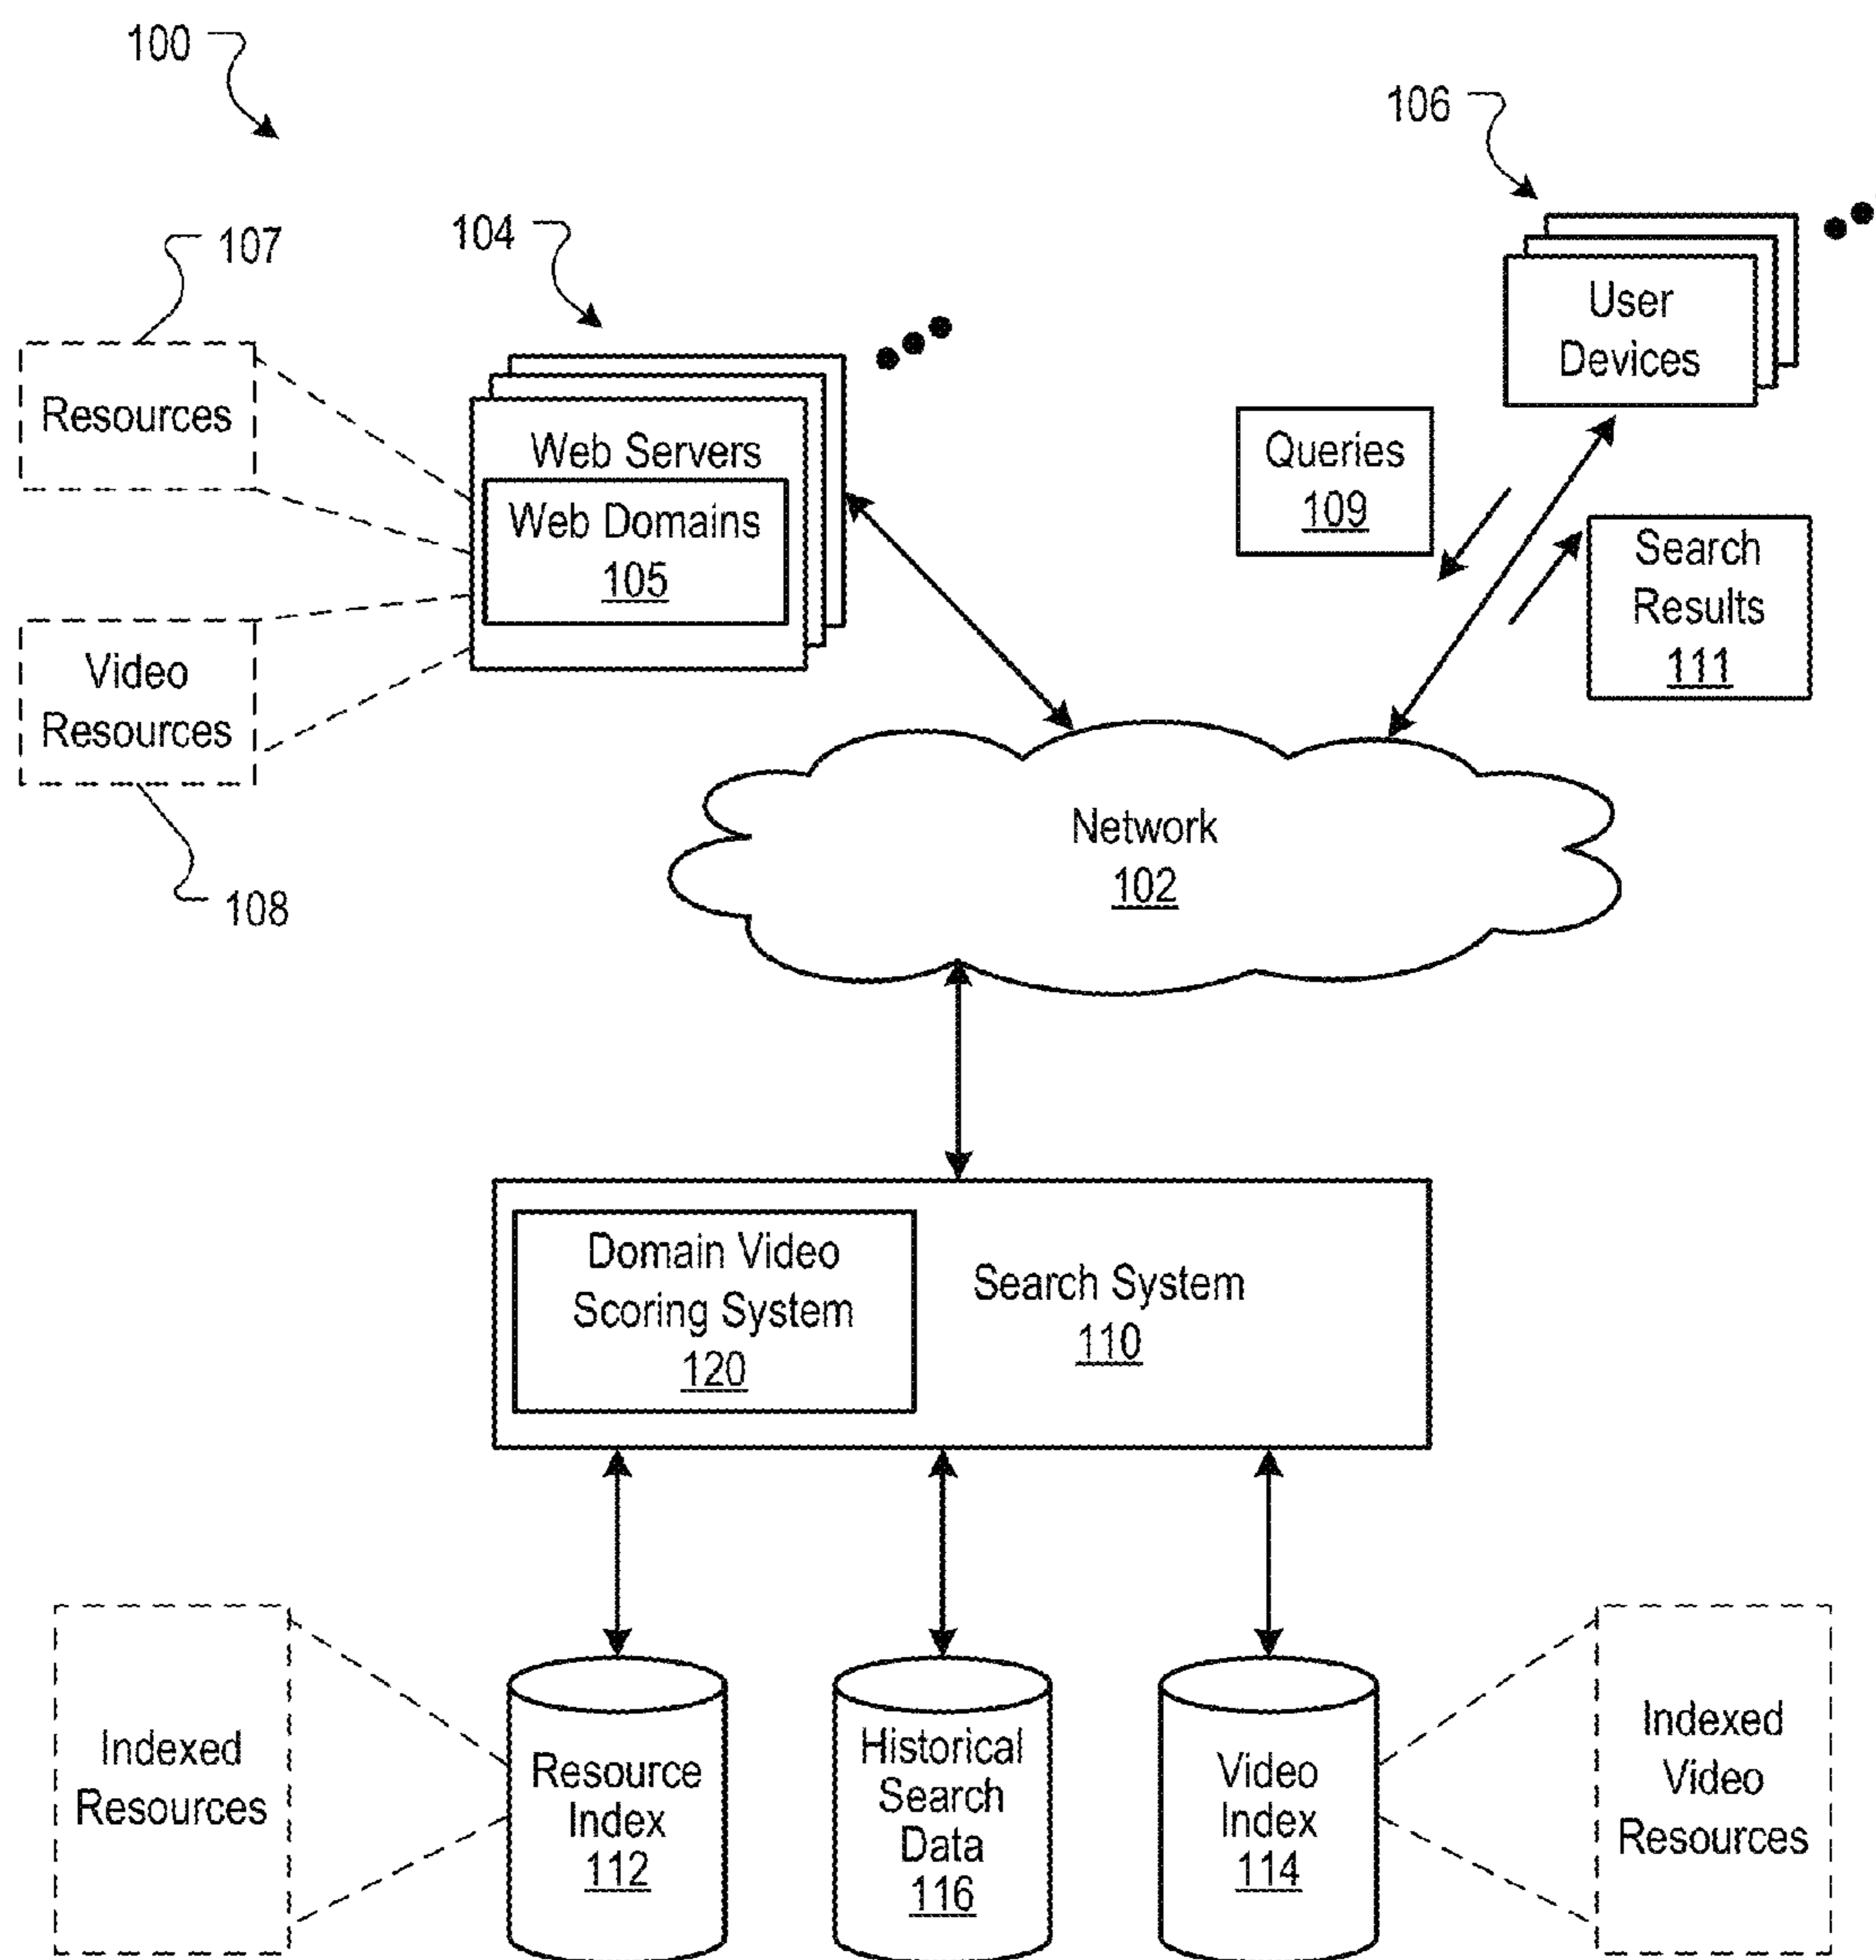 100
106
104
107
User
Devices
Resources
Queries
109
Web Servers
Web Domains
105
Search
Results
111
Video
Resources
108
Network
102
Domain Video
Scoring System
120
Search System
110
Indexed
Resources
Resource
Index
112
Historical
Search
Data
116
Video
Index
114
Indexed
Video
Resources